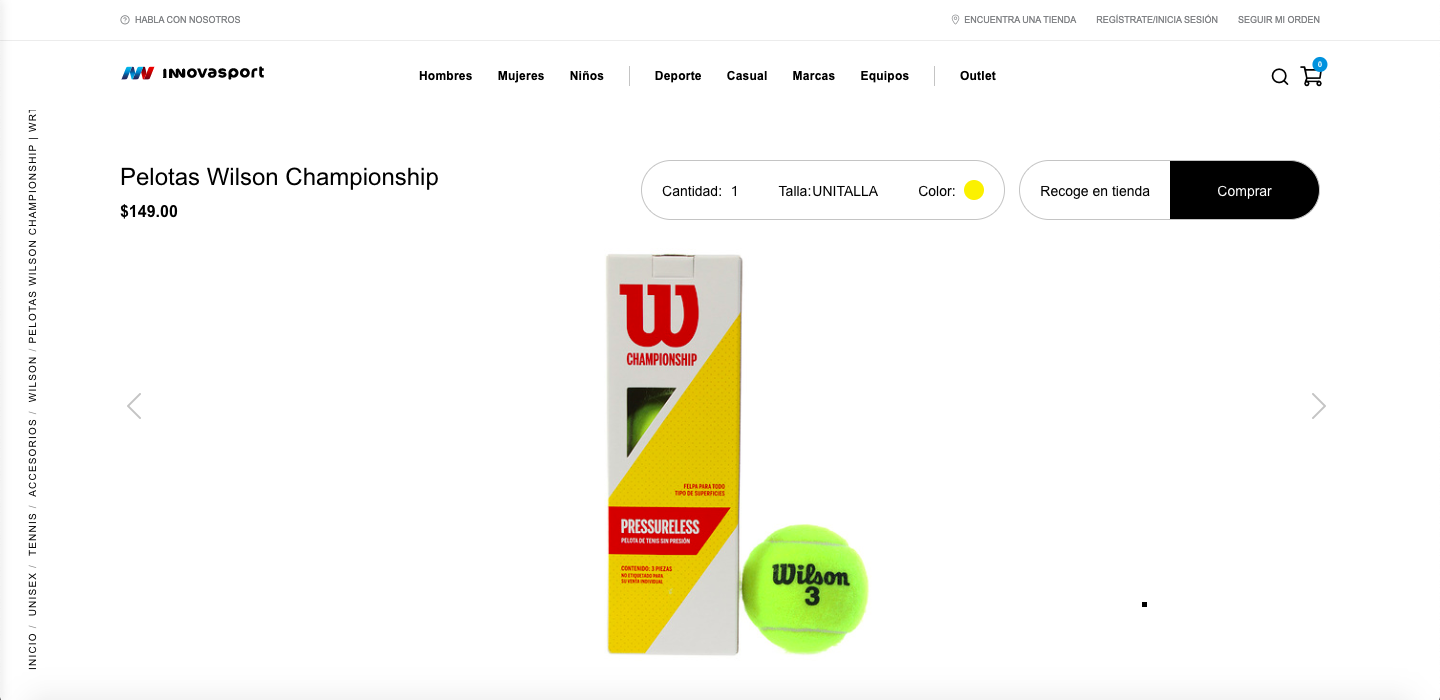 HABLA CON NOSOTROS
ENCUENTRA UNA TIENDA
REGÍSTRATE/INICIA SESIÓN
SEGUIR MI ORDEN
INNOVASPORT
Hombres
Mujeres
Niños
Deporte
Casual
Marcas
Equipos
Outlet
0
INICIO / UNISEX / TENIS / ACCESORIOS / WILSON / PELOTAS WILSON CHAMPIONSHIP | WRT
Pelotas Wilson Championship
$149.00
Cantidad: 1
Talla:UNITALLA
Color:
Recoge en tienda
Comprar
W
CHAMPIONSHIP
FELPA PARA TODO
TIPO DE SUPERFICIES
PRESSURELESS
PELOTA DE TENIS SIN PRESIÓN
CONTENIDO: 3 PIEZAS
NO ETIQUETADO PARA
SU VENTA INDIVIDUAL
Wilson
3